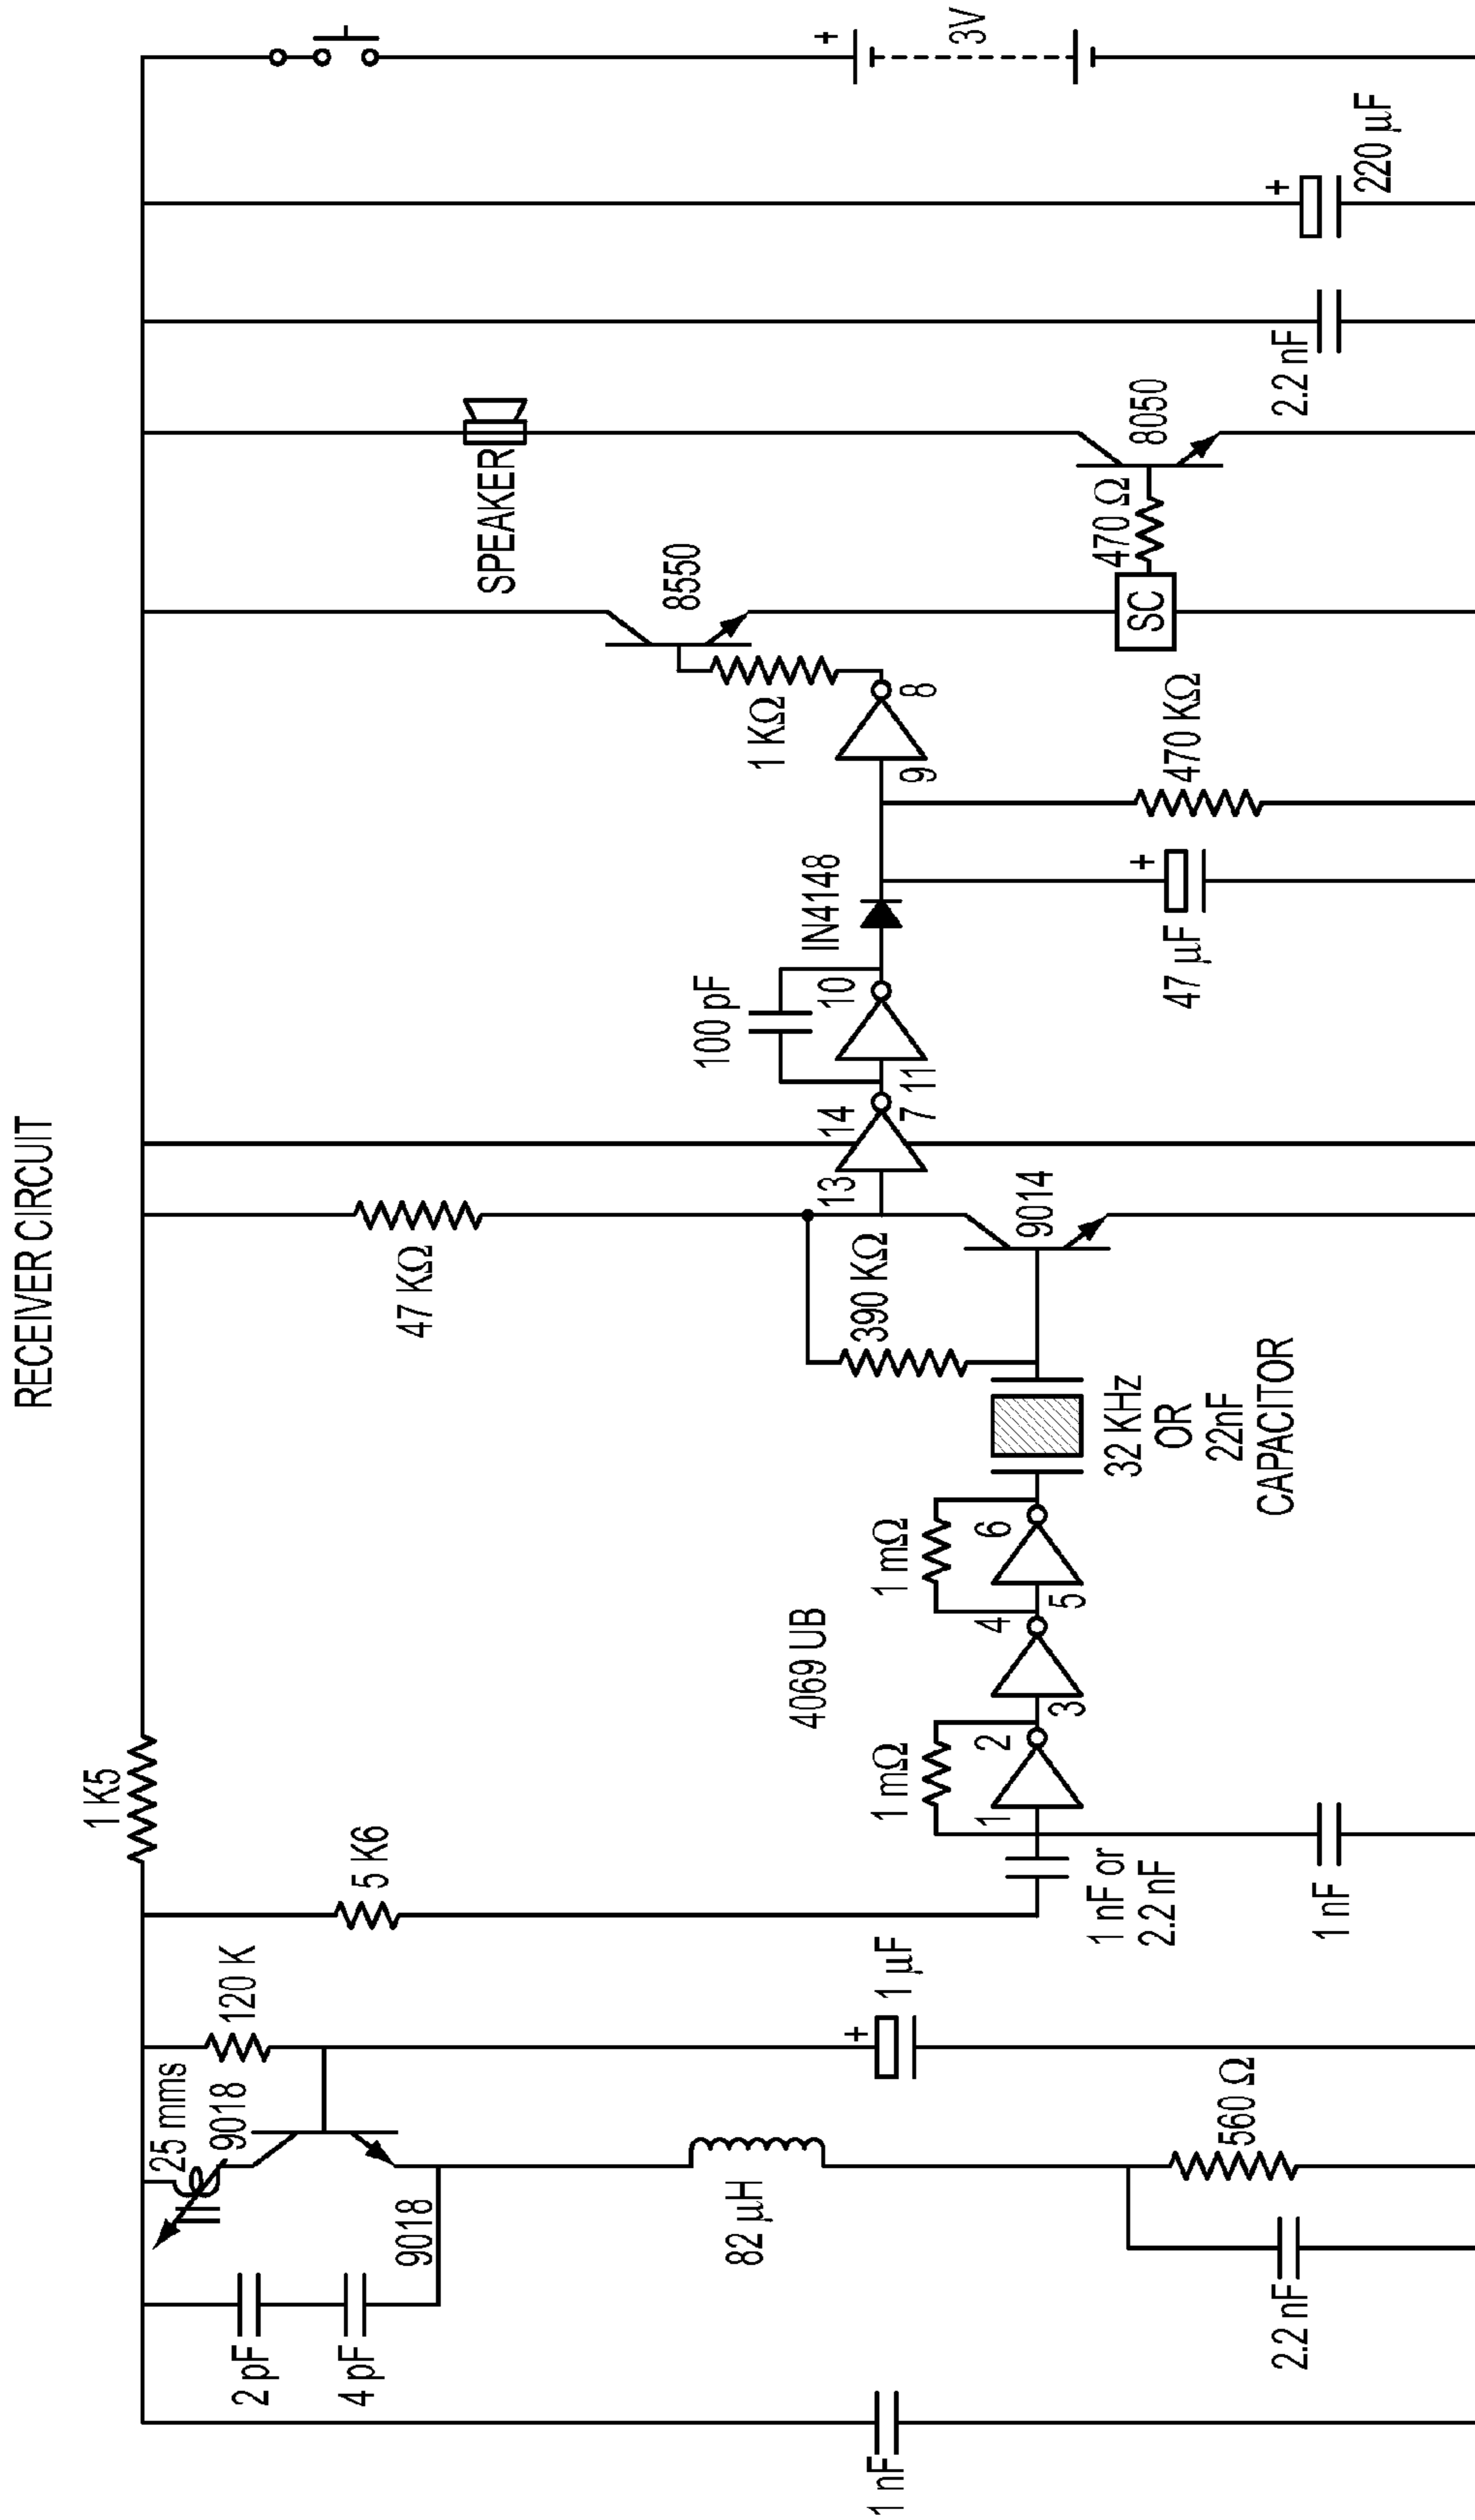 RECEIVER CIRCUIT
1 K5
25 mms
9018
120 K
5 K6
47 KΩ
SPEAKER
+
3V
2 pF
4 pF
9018
82 µH
1 nF
2.2 nF
560 Ω
+
1 µF
1 nF or
2.2 nF
1 nF
4069 UB
1 mΩ
1
2
3
4
1 mΩ
5
6
32 KHz
OR
22nF
CAPACITOR
390 KΩ
9014
13
14
7
11
10
100 pF
IN4148
+
47 µF
470 KΩ
9
8
1 KΩ
8550
SC
470 Ω
8050
2.2 nF
+
220 µF